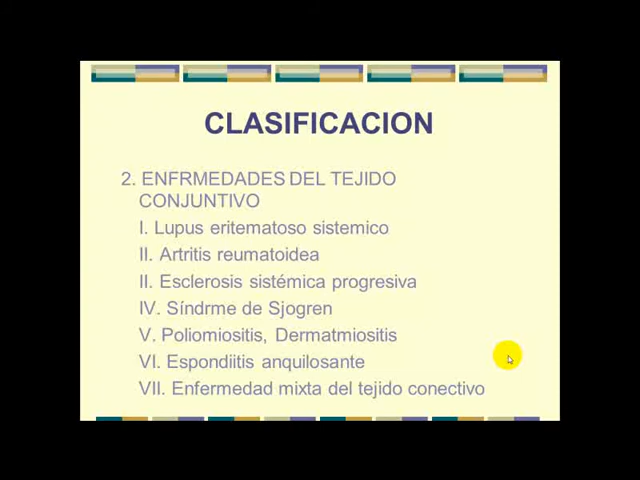 CLASIFICACION
2. ENFRMEDADES DEL TEJIDO
CONJUNTIVO
I. Lupus eritematoso sistemico
II. Artritis reumatoidea
II. Esclerosis sistémica progresiva
IV. Síndrme de Sjogren
V. Poliomiositis, Dermatmiositis
VI. Espondiitis anquilosante
VII. Enfermedad mixta del tejido conectivo